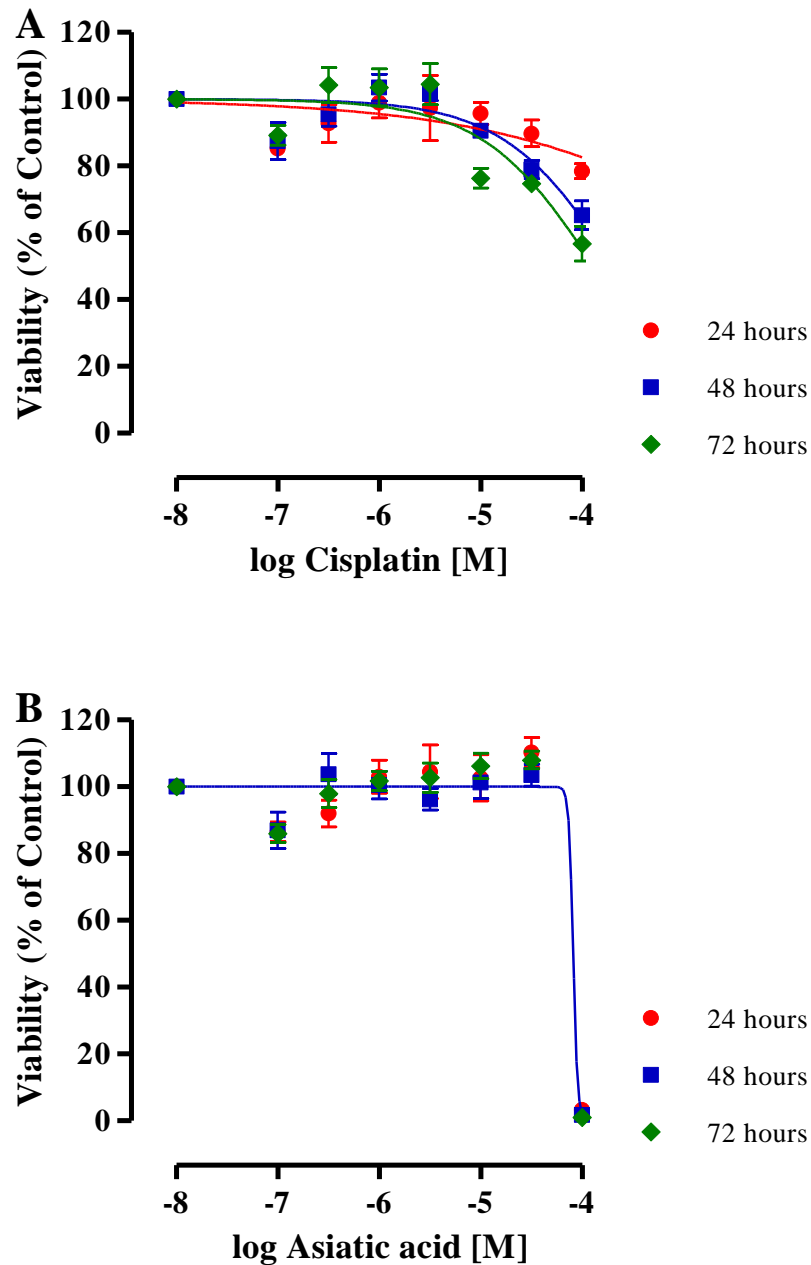 A
120
100
80
60
40
20
0
Viability (% of Control)
24 hours
48 hours
72 hours
-8 -7 -6 -5 -4
log Cisplatin [M]
B
120
100
80
60
40
20
0
Viability (% of Control)
24 hours
48 hours
72 hours
-8 -7 -6 -5 -4
log Asiatic acid [M]